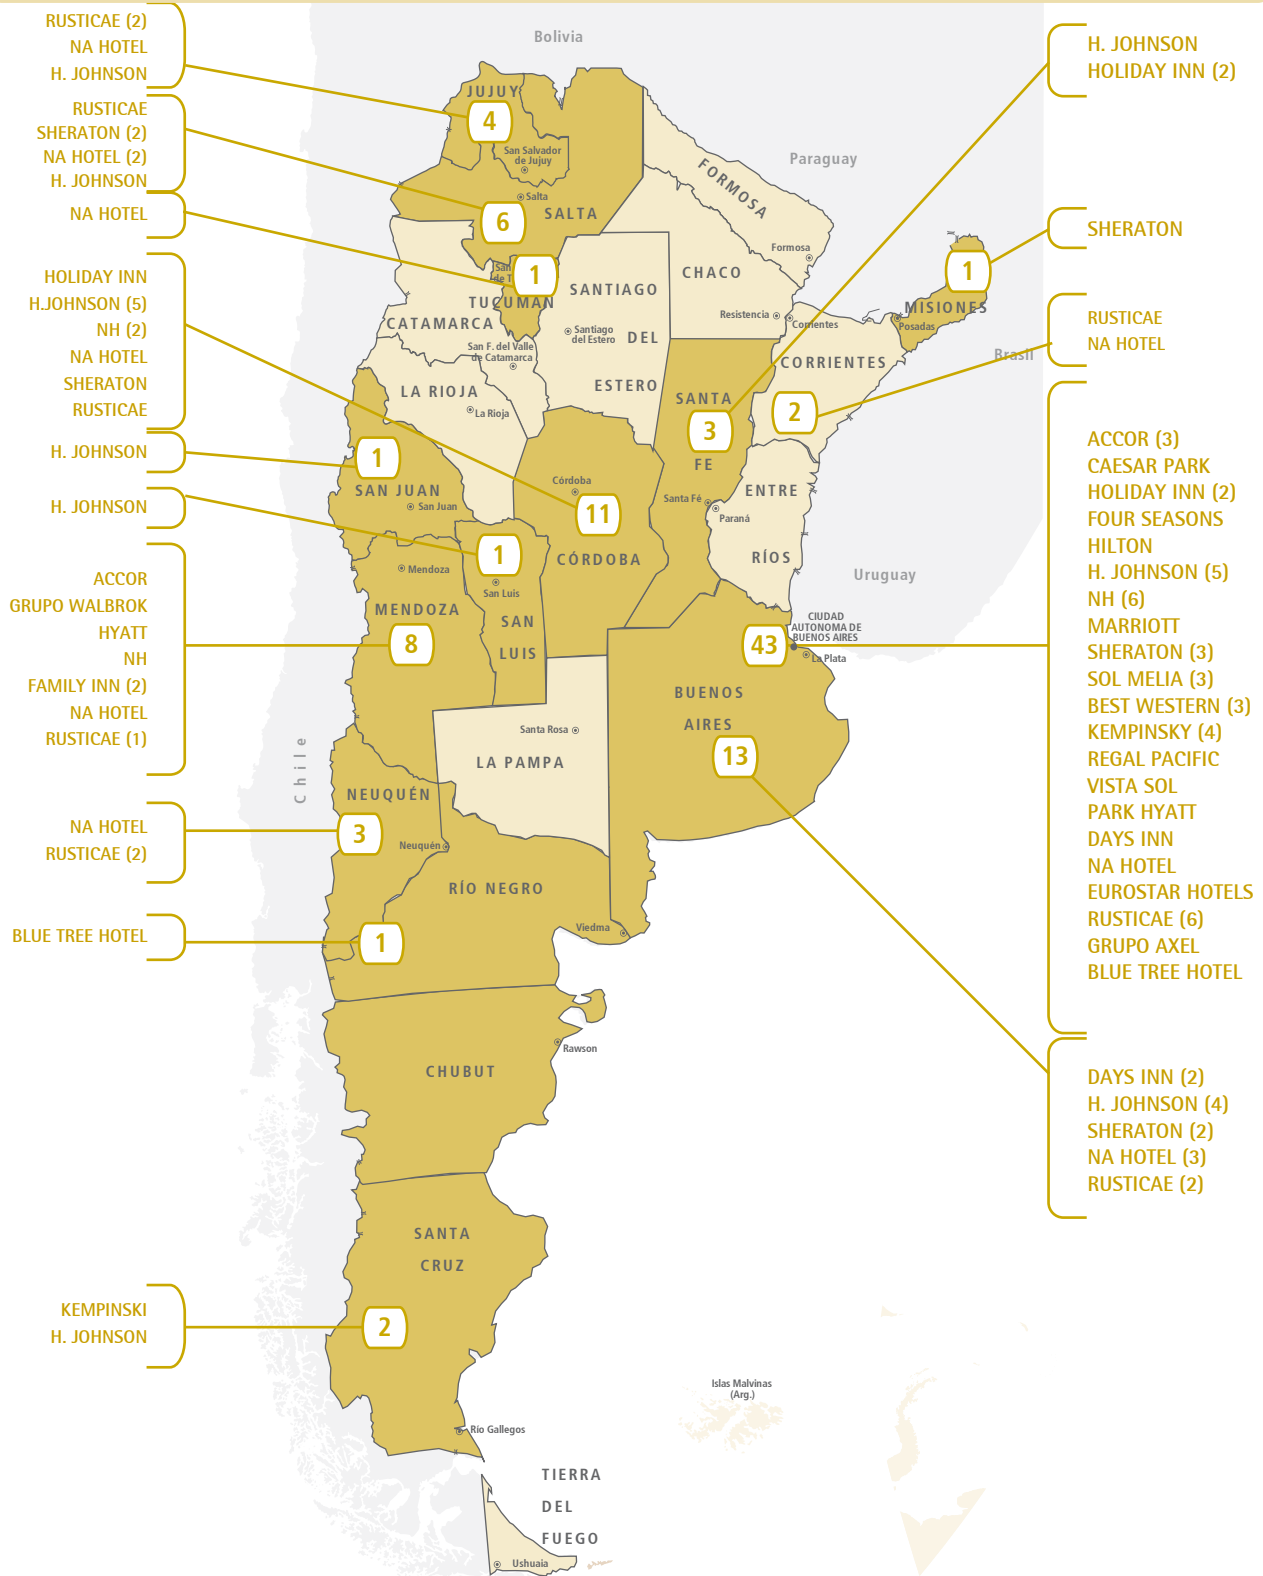 RUSTICAE (2)
NA HOTEL
H. JOHNSON
RUSTICAE
SHERATON (2)
NA HOTEL (2)
H. JOHNSON
NA HOTEL
HOLIDAY INN
H.JOHNSON (5)
NH (2)
NA HOTEL
SHERATON
RUSTICAE
H. JOHNSON
H. JOHNSON
ACCOR
GRUPO WALBROK
HYATT
NH
FAMILY INN (2)
NA HOTEL
RUSTICAE (1)
NA HOTEL
RUSTICAE (2)
BLUE TREE HOTEL
KEMPINSKI
H. JOHNSON
Bolivia
Paraguay
Brasil
Uruguay
Chile
JUJUY
4
San Salvador
de Jujuy
Salta
6
SALTA
FORMOSA
Formosa
CHACO
Resistencia
San
de T
1
TUCUMAN
CATAMARCA
San F. del Valle
de Catamarca
SANTIAGO
DEL
ESTERO
Santiago
del Estero
1
MISIONES
Posadas
Corrientes
CORRIENTES
2
LA RIOJA
La Rioja
SANTA
3
FE
Santa Fé
1
SAN JUAN
San Juan
Córdoba
11
CÓRDOBA
ENTRE
RÍOS
Paraná
1
San Luis
SAN
LUIS
Mendoza
MENDOZA
8
CIUDAD
AUTONOMA DE
BUENOS AIRES
43
La Plata
BUENOS
AIRES
13
Santa Rosa
LA PAMPA
NEUQUÉN
3
Neuquén
RÍO NEGRO
1
Viedma
CHUBUT
Rawson
SANTA
CRUZ
2
Río Gallegos
Islas Malvinas
(Arg.)
TIERRA
DEL
FUEGO
Ushuaia
H. JOHNSON
HOLIDAY INN (2)
SHERATON
RUSTICAE
NA HOTEL
ACCOR (3)
CAESAR PARK
HOLIDAY INN (2)
FOUR SEASONS
HILTON
H. JOHNSON (5)
NH (6)
MARRIOTT
SHERATON (3)
SOL MELIA (3)
BEST WESTERN (3)
KEMPINSKY (4)
REGAL PACIFIC
VISTA SOL
PARK HYATT
DAYS INN
NA HOTEL
EUROSTAR HOTELS
RUSTICAE (6)
GRUPO AXEL
BLUE TREE HOTEL
DAYS INN (2)
H. JOHNSON (4)
SHERATON (2)
NA HOTEL (3)
RUSTICAE (2)